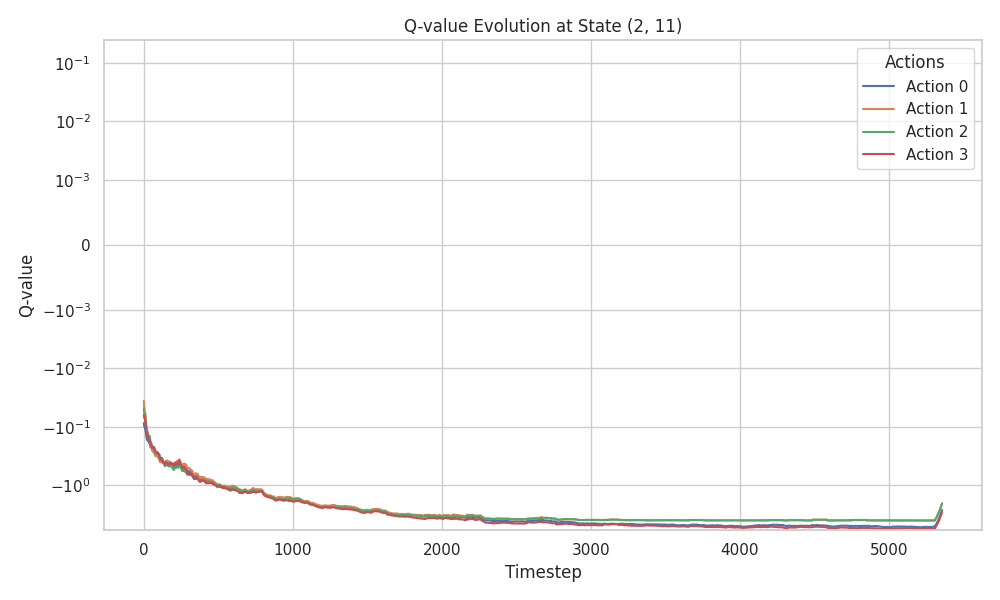 Q-value Evolution at State (2, 11)
Q-value
10⁻¹
10⁻²
10⁻³
0
−10⁻³
−10⁻²
−10⁻¹
−10⁰
Actions
Action 0
Action 1
Action 2
Action 3
0 1000 2000 3000 4000 5000
Timestep